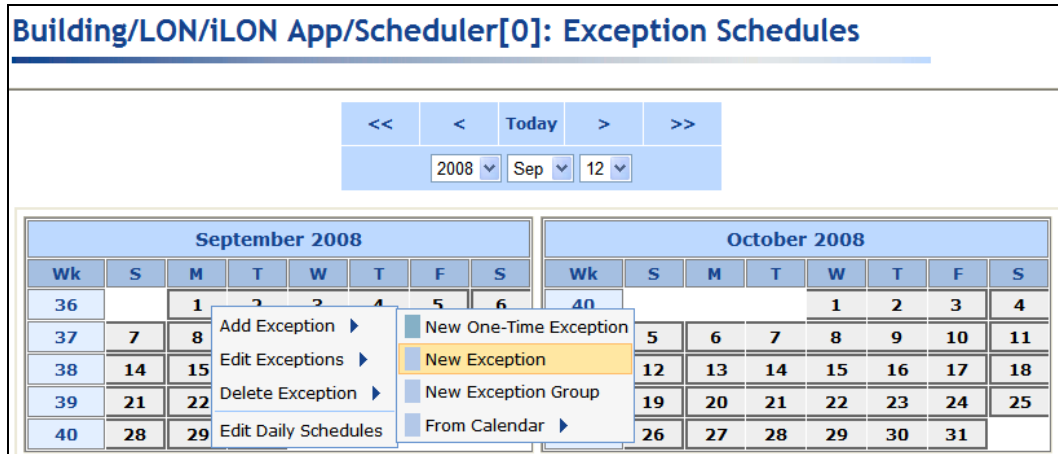 Building/LON/iLON App/Scheduler[0]: Exception Schedules
<< < Today > >>
2008 Sep 12
September 2008
Wk S M T W T F S
36 1 2 3 4 5 6
37 7 8
38 14 15
39 21 22
40 28 29
Add Exception
Edit Exceptions
Delete Exception
Edit Daily Schedules
New One-Time Exception
New Exception
New Exception Group
From Calendar
October 2008
Wk S M T W T F S
40 1 2 3 4
5 6 7 8 9 10 11
12 13 14 15 16 17 18
19 20 21 22 23 24 25
26 27 28 29 30 31